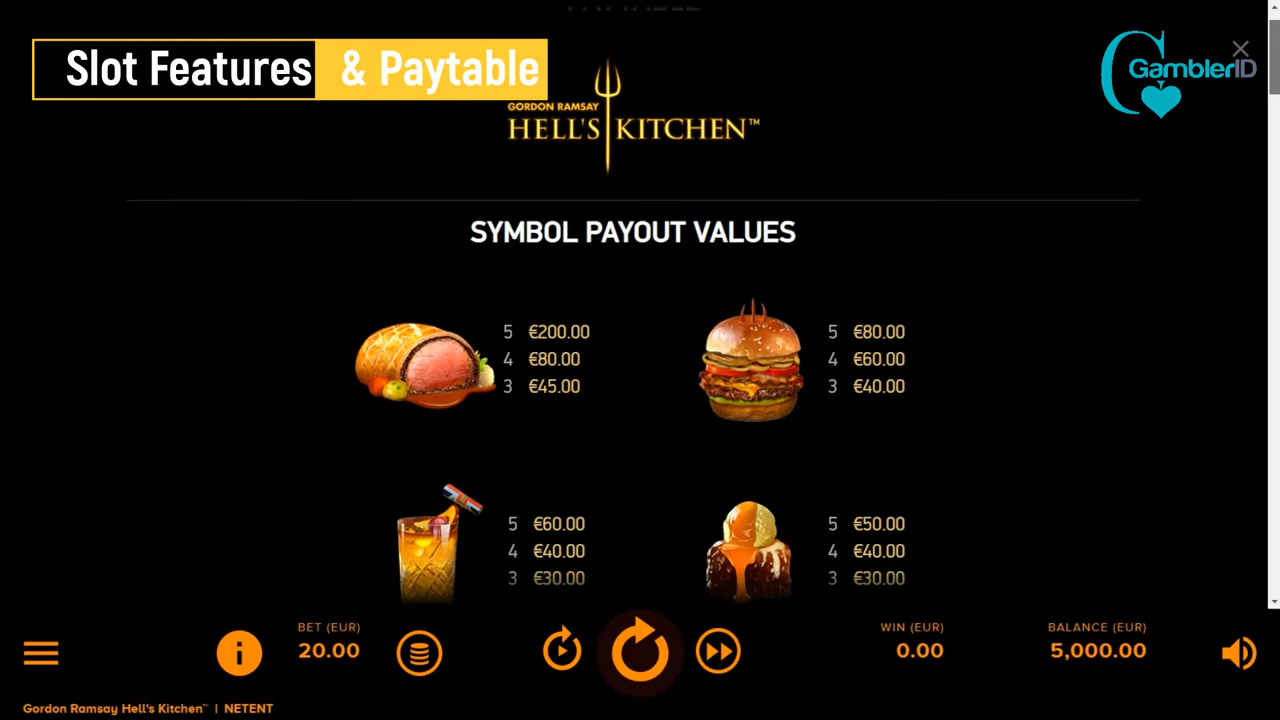 PAYTABLE
Slot Features & Paytable
GamblerID
GORDON RAMSAY
HELL'S KITCHEN™
SYMBOL PAYOUT VALUES
5 €200.00
4 €80.00
3 €45.00
5 €80.00
4 €60.00
3 €40.00
5 €60.00
4 €40.00
3 €30.00
5 €50.00
4 €40.00
3 €30.00
BET (EUR)
20.00
WIN (EUR)
0.00
BALANCE (EUR)
5,000.00
Gordon Ramsay Hell's Kitchen™ | NETENT